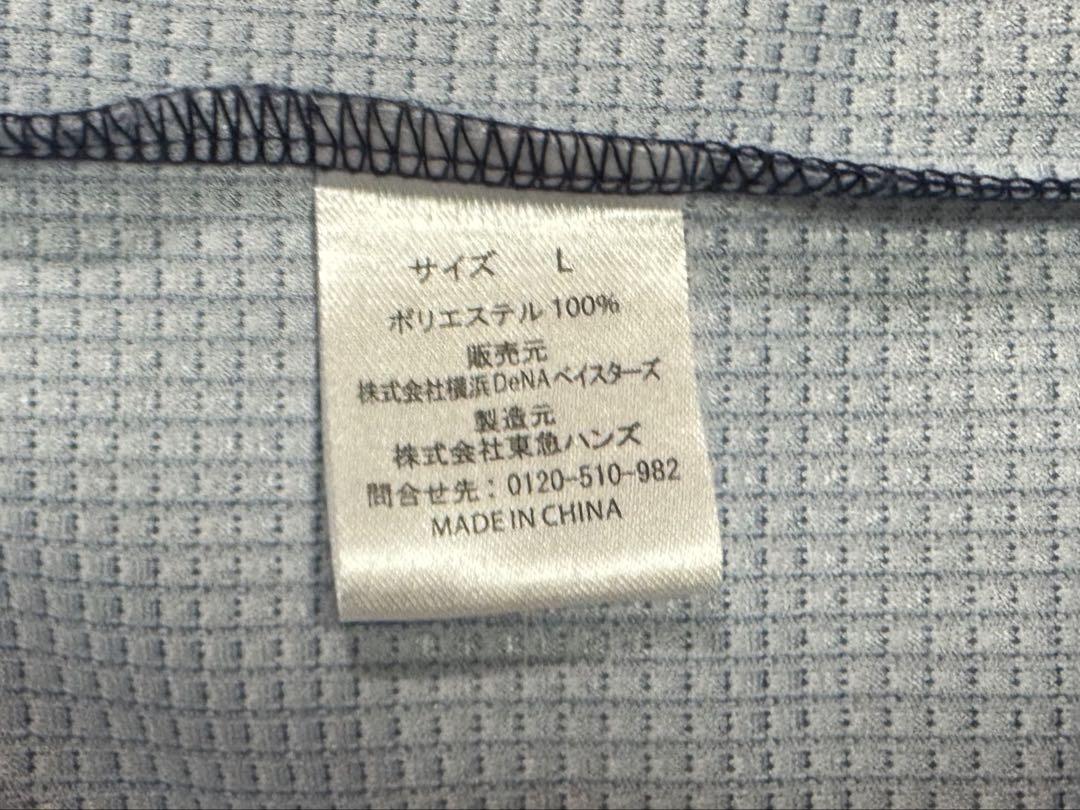 サイズ L
ポリエステル 100%
販売元
株式会社横浜DeNAベイスターズ
製造元
株式会社東急ハンズ
問合せ先：0120-510-982
MADE IN CHINA